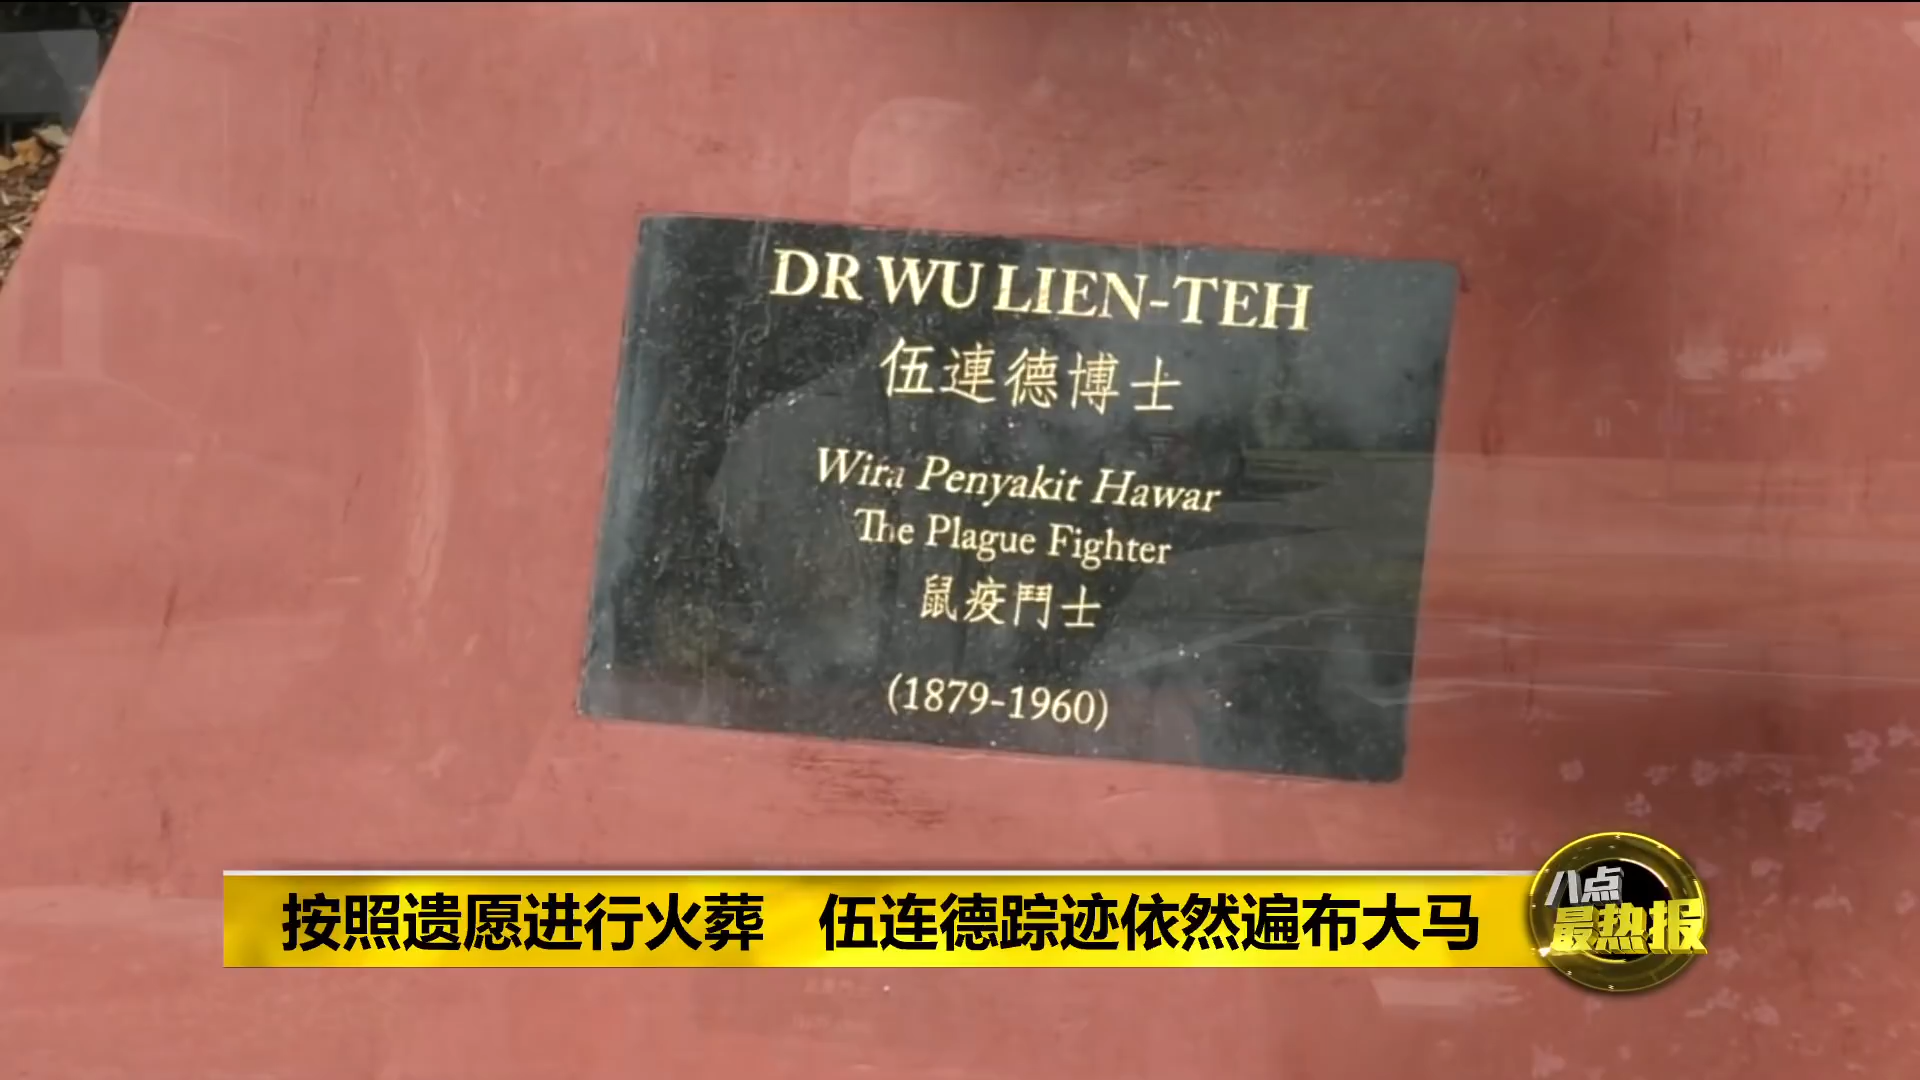 DR WU LIEN-TEH
伍連德博士
Wira Penyakit Hawar
The Plague Fighter
鼠疫鬥士
(1879-1960)
按照遗愿进行火葬 伍连德踪迹依然遍布大马
八点
最热报